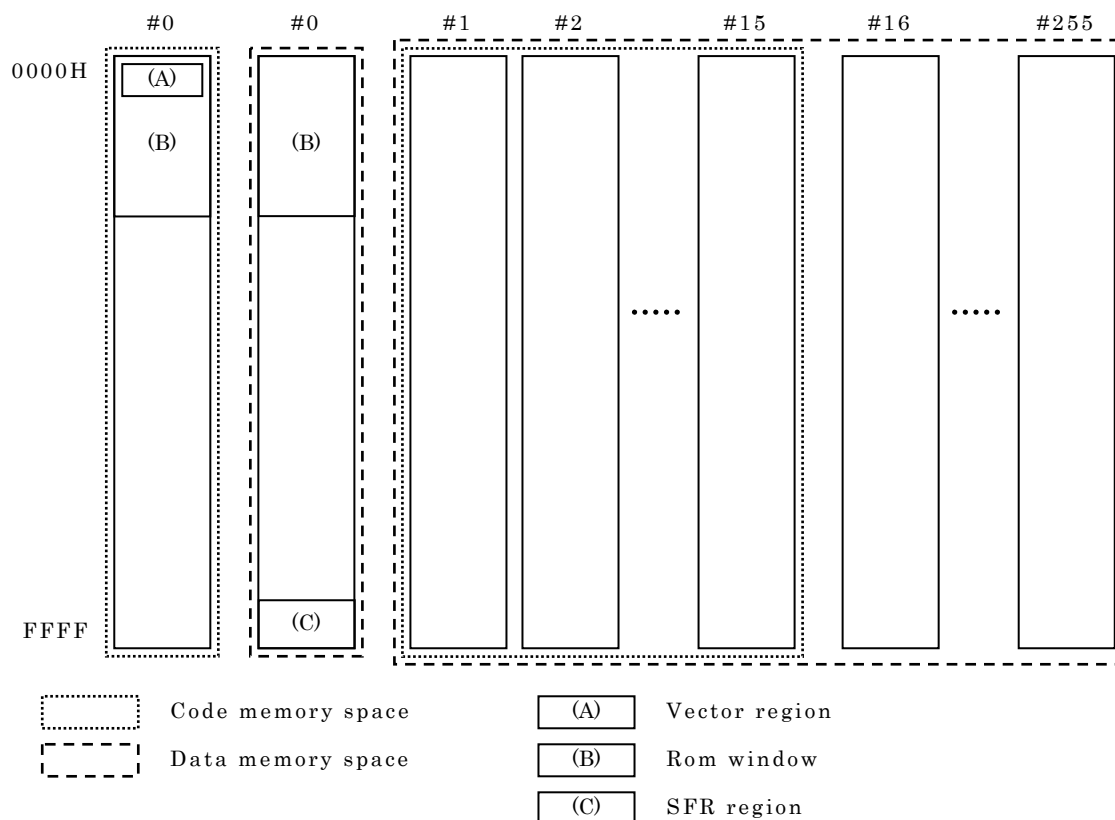 #0 #0 #1 #2 #15 #16 #255
0000H
(A)
(B) (B)
(C)
FFFF
Code memory space (A) Vector region
Data memory space (B) Rom window
(C) SFR region